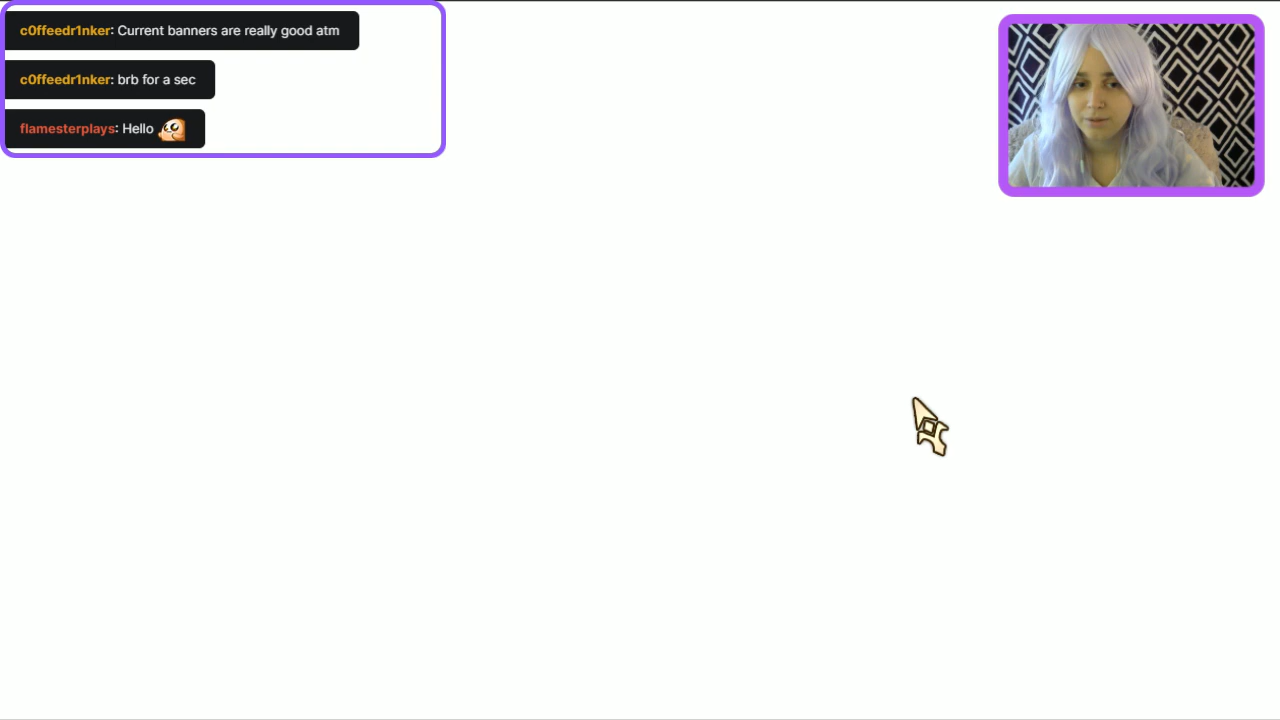 c0ffeedr1nker: Current banners are really good atm
c0ffeedr1nker: brb for a sec
flamesterplays: Hello